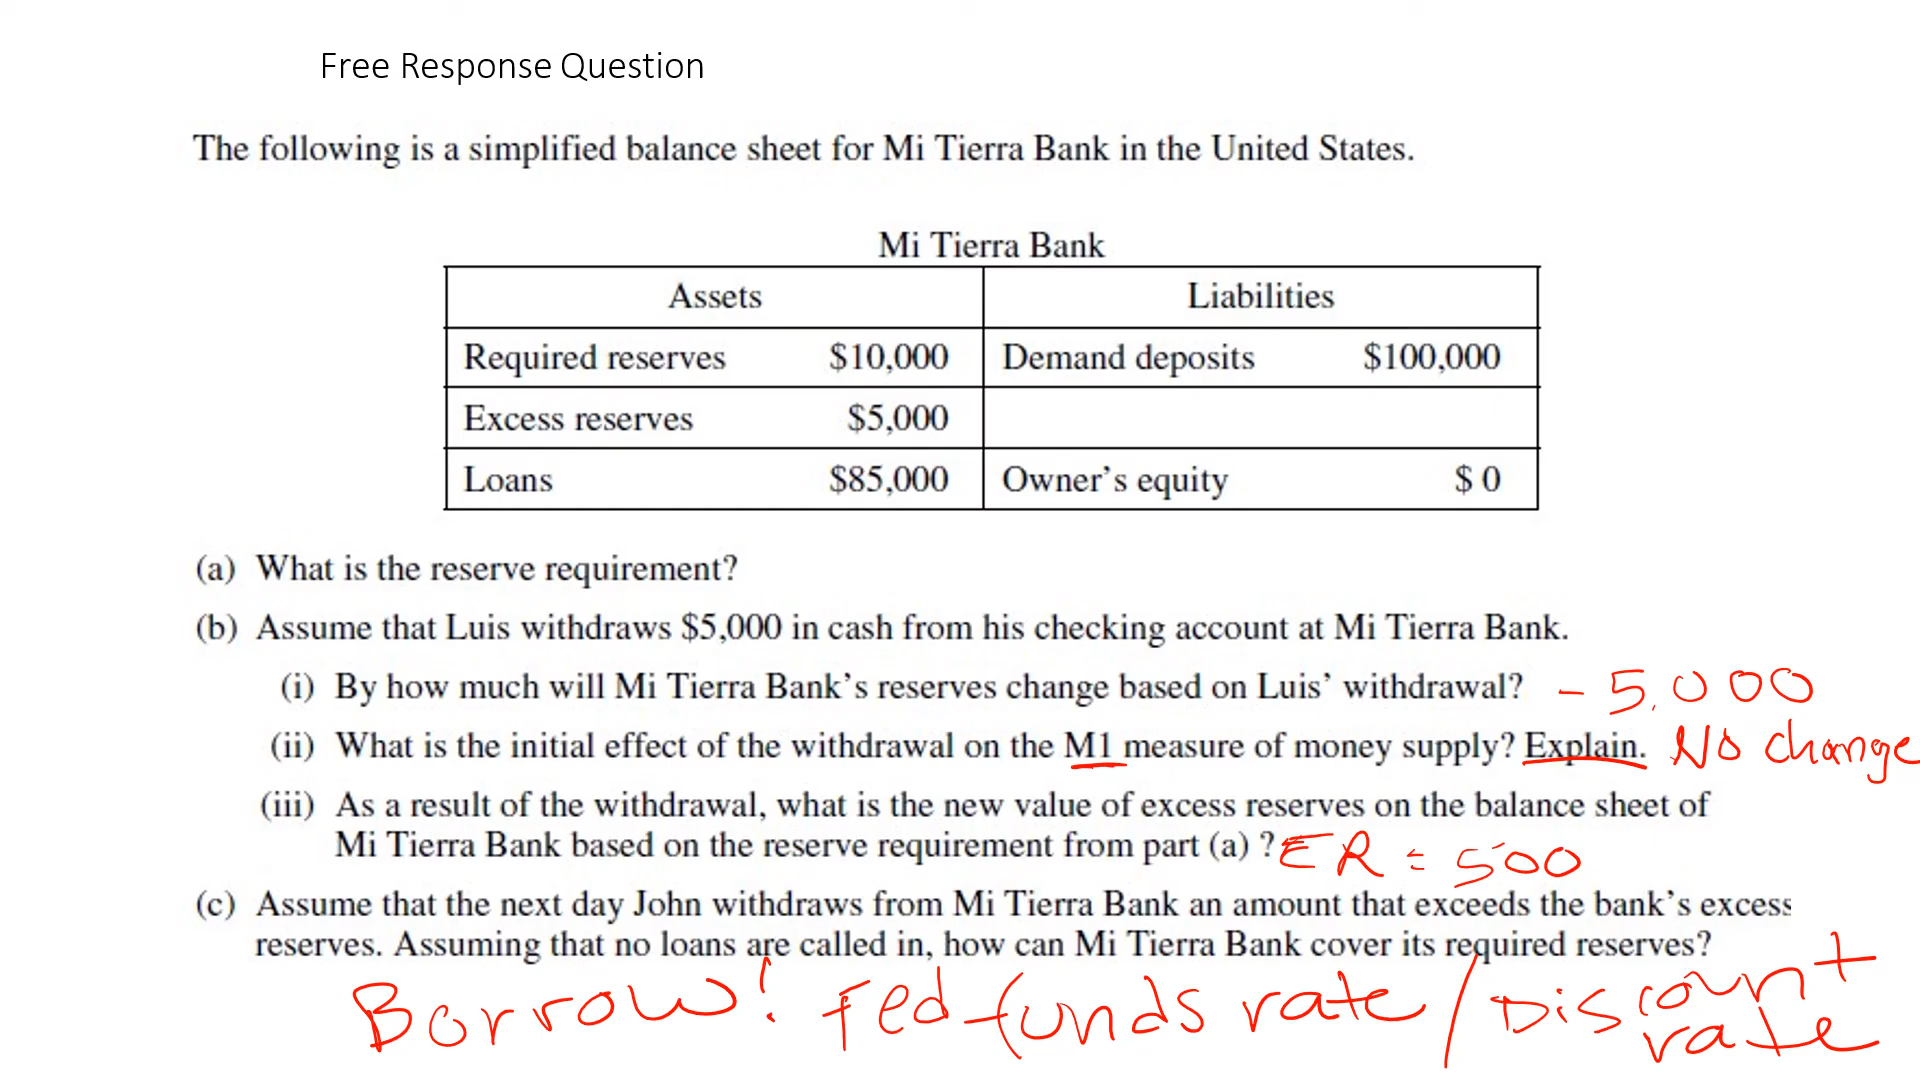 Free Response Question
The following is a simplified balance sheet for Mi Tierra Bank in the United States.
Mi Tierra Bank
Assets Liabilities
Required reserves $10,000 Demand deposits $100,000
Excess reserves $5,000
Loans $85,000 Owner's equity $ 0
(a) What is the reserve requirement?
(b) Assume that Luis withdraws $5,000 in cash from his checking account at Mi Tierra Bank.
(i) By how much will Mi Tierra Bank's reserves change based on Luis' withdrawal? - 5,000
(ii) What is the initial effect of the withdrawal on the M1 measure of money supply? Explain. No change
(iii) As a result of the withdrawal, what is the new value of excess reserves on the balance sheet of
Mi Tierra Bank based on the reserve requirement from part (a) ? ER = 500
(c) Assume that the next day John withdraws from Mi Tierra Bank an amount that exceeds the bank's excess
reserves. Assuming that no loans are called in, how can Mi Tierra Bank cover its required reserves?
Borrow! Fed funds rate / Discount
rate